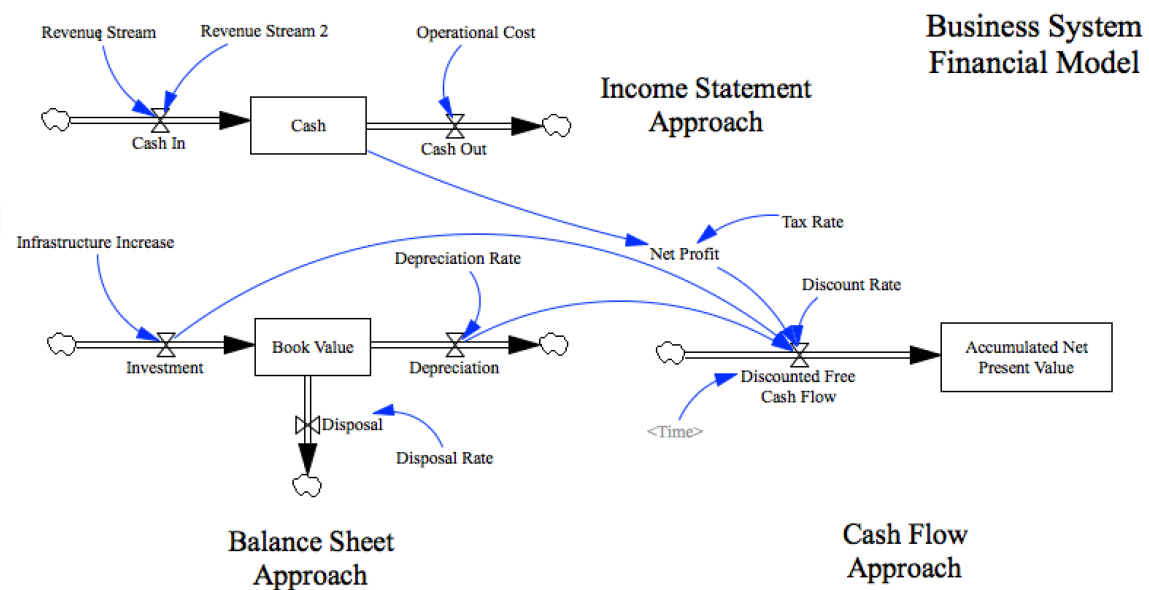 Business System
Financial Model
Revenue Stream
Revenue Stream 2
Operational Cost
Income Statement
Approach
Cash
Cash In
Cash Out
Tax Rate
Infrastructure Increase
Net Profit
Depreciation Rate
Discount Rate
Book Value
Investment
Depreciation
Accumulated Net
Present Value
Discounted Free
Cash Flow
Disposal
<Time>
Disposal Rate
Balance Sheet
Approach
Cash Flow
Approach